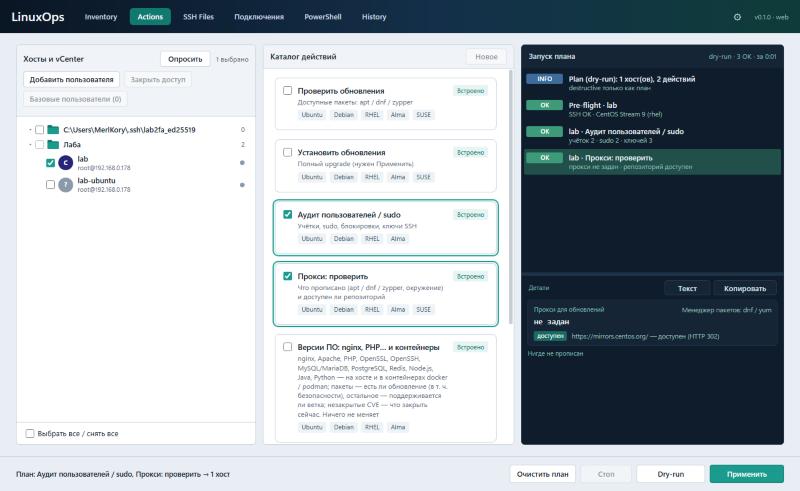 LinuxOps
Inventory
Actions
SSH Files
Подключения
PowerShell
History
v0.1.0 · web
Хосты и vCenter
Опросить
1 выбрано
Добавить пользователя
Закрыть доступ
Базовые пользователи (0)
C:\Users\MerlKory\.ssh\lab2fa_ed25519
0
Лаба
2
C
lab
root@192.168.0.178
?
lab-ubuntu
root@192.168.0.178
Выбрать все / снять все
Каталог действий
Новое
Проверить обновления
Встроено
Доступные пакеты: apt / dnf / zypper
Ubuntu Debian RHEL Alma SUSE
Установить обновления
Встроено
Полный upgrade (нужен Применить)
Ubuntu Debian RHEL Alma SUSE
Аудит пользователей / sudo
Встроено
Учётки, sudo, блокировки, ключи SSH
Ubuntu Debian RHEL Alma
Прокси: проверить
Встроено
Что прописано (apt / dnf / zypper, окружение)
и доступен ли репозиторий
Ubuntu Debian RHEL Alma SUSE
Версии ПО: nginx, PHP… и контейнеры
Встроено
nginx, Apache, PHP, OpenSSL, OpenSSH,
MySQL/MariaDB, PostgreSQL, Redis, Node.js,
Java, Python — на хосте и в контейнерах docker
/ podman; пакеты — есть ли обновление (в т. ч.
безопасности), остальное — поддерживается
ли ветка; незакрытые CVE — что закрыть
сейчас. Ничего не меняет
Ubuntu Debian RHEL Alma
Запуск плана
dry-run · 3 OK · за 0:01
INFO
Plan (dry-run): 1 хост(ов), 2 действий
destructive только как план
OK
Pre-flight · lab
SSH OK · CentOS Stream 9 (rhel)
OK
lab · Аудит пользователей / sudo
учёток 2 · sudo 2 · ключей 3
OK
lab · Прокси: проверить
прокси не задан · репозиторий доступен
Детали
Текст
Копировать
Прокси для обновлений
Менеджер пакетов: dnf / yum
не задан
доступен https://mirrors.centos.org/ — доступен (HTTP 302)
Нигде не прописан
План: Аудит пользователей / sudo, Прокси: проверить → 1 хост
Очистить план
Стоп
Dry-run
Применить